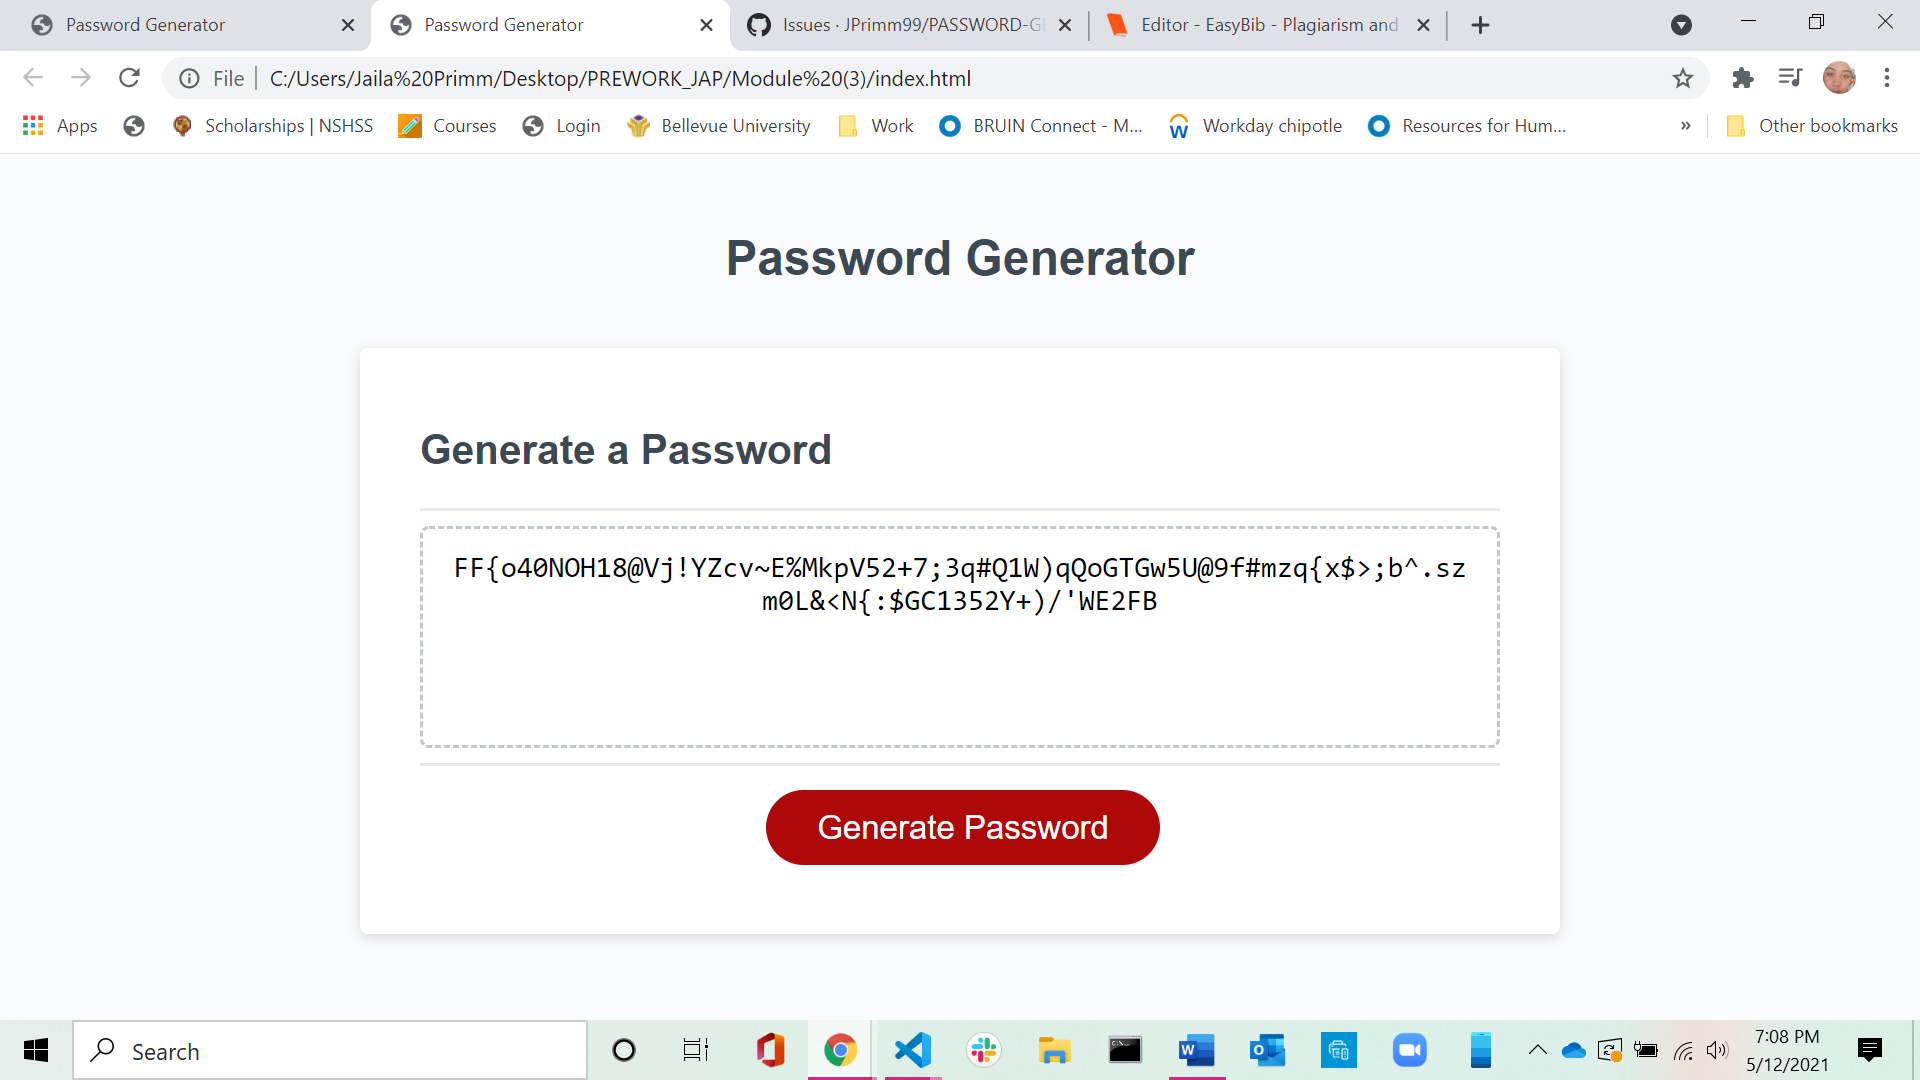 Password Generator
Password Generator
Issues · JPrimm99/PASSWORD-G
Editor - EasyBib - Plagiarism and
File
C:/Users/Jaila%20Primm/Desktop/PREWORK_JAP/Module%20(3)/index.html
Apps
Scholarships | NSHSS
Courses
Login
Bellevue University
Work
BRUIN Connect - M...
Workday chipotle
Resources for Hum...
»
Other bookmarks
Password Generator
Generate a Password
FF{o40NOH18@Vj!YZcv~E%MkpV52+7;3q#Q1W)qQoGTGw5U@9f#mzq{x$>;b^.sz
m0L&<N{:$GC1352Y+)/'WE2FB
Generate Password
Search
7:08 PM
5/12/2021